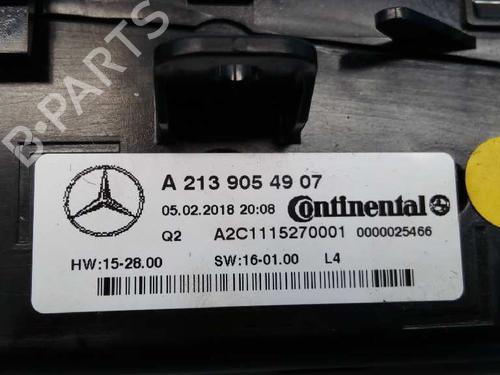 B-PARTS
A 213 905 49 07
05.02.2018 20:08 Continental
Q2 A2C1115270001 0000025466
HW:15-28.00 SW:16-01.00 L4